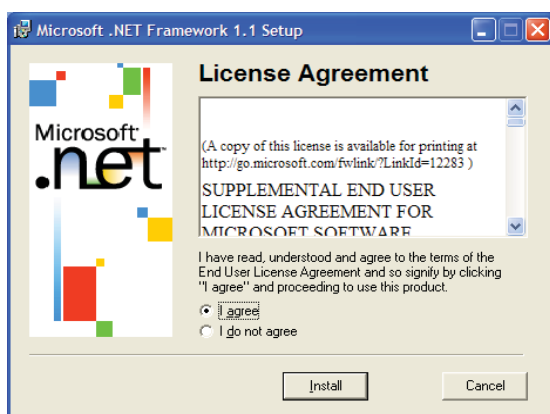 Microsoft .NET Framework 1.1 Setup
Microsoft
.net
License Agreement
(A copy of this license is available for printing at
http://go.microsoft.com/fwlink/?LinkId=12283 )
SUPPLEMENTAL END USER
LICENSE AGREEMENT FOR
MICROSOFT SOFTWARE
I have read, understood and agree to the terms of the
End User License Agreement and so signify by clicking
"I agree" and proceeding to use this product.
I agree
I do not agree
Install
Cancel